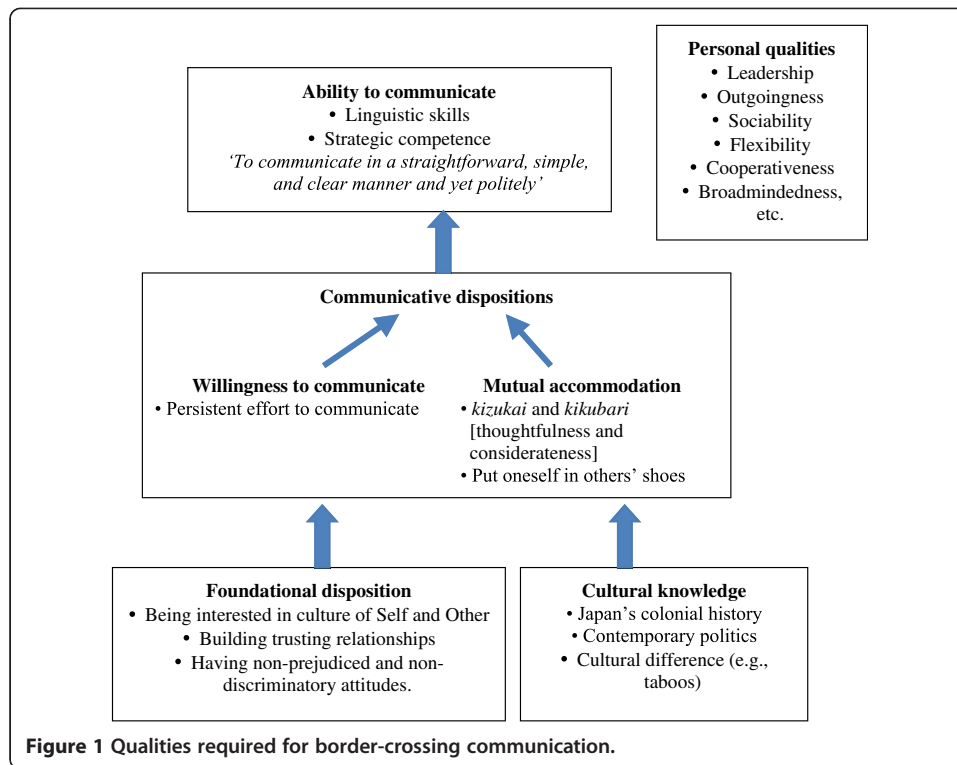 Personal qualities
• Leadership
• Outgoingness
• Sociability
• Flexibility
• Cooperativeness
• Broadmindedness,
etc.
Ability to communicate
• Linguistic skills
• Strategic competence
‘To communicate in a straightforward, simple,
and clear manner and yet politely’
Communicative dispositions
Willingness to communicate
• Persistent effort to communicate
Mutual accommodation
• kizukai and kikubari
[thoughtfulness and
considerateness]
• Put oneself in others’ shoes
Foundational disposition
• Being interested in culture of Self and Other
• Building trusting relationships
• Having non-prejudiced and non-
discriminatory attitudes.
Cultural knowledge
• Japan’s colonial history
• Contemporary politics
• Cultural difference (e.g.,
taboos)
Figure 1 Qualities required for border-crossing communication.